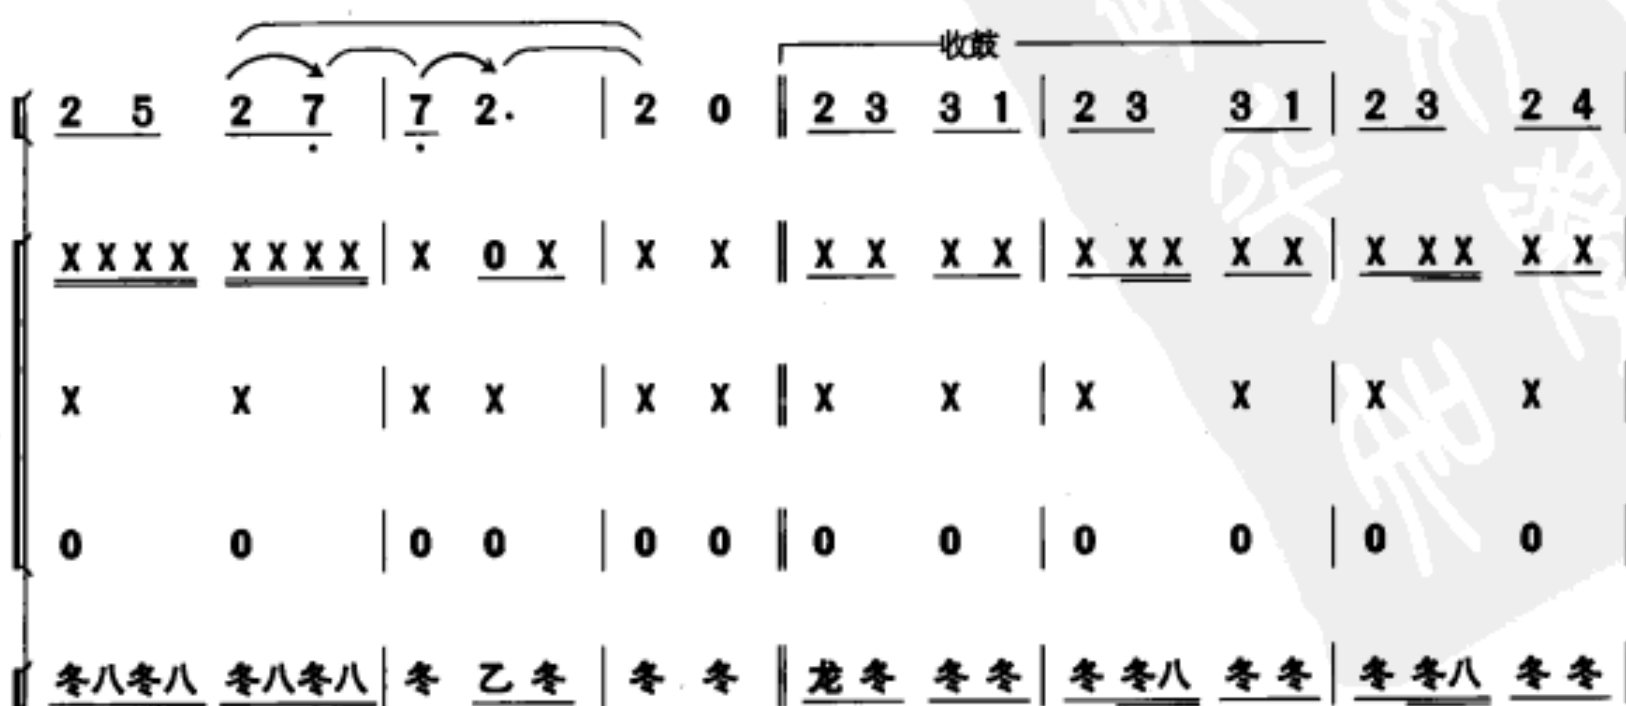 收鼓
2 5 2 7 | 7 2. | 2 0 ‖ 2 3 3 1 | 2 3 3 1 | 2 3 2 4 |
X X X X X X X X | X 0 X | X X ‖ X X X X | X X X X X | X X X X X |
X X | X X | X X ‖ X X | X X | X X |
0 0 | 0 0 | 0 0 ‖ 0 0 | 0 0 | 0 0 |
冬八冬八 冬八冬八 | 冬 乙 冬 | 冬 冬 ‖ 龙 冬 冬 冬 | 冬 冬八 冬 冬 | 冬 冬八 冬 冬 |